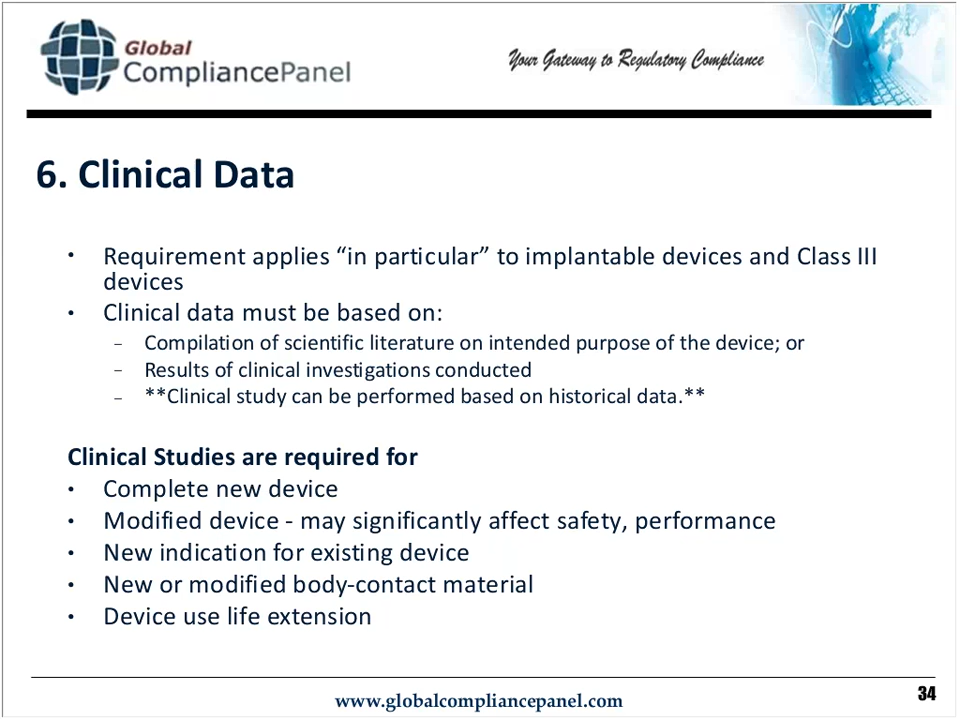 Global
CompliancePanel
Your Gateway to Regulatory Compliance
6. Clinical Data
• Requirement applies “in particular” to implantable devices and Class III
devices
• Clinical data must be based on:
– Compilation of scientific literature on intended purpose of the device; or
– Results of clinical investigations conducted
– **Clinical study can be performed based on historical data.**
Clinical Studies are required for
• Complete new device
• Modified device - may significantly affect safety, performance
• New indication for existing device
• New or modified body-contact material
• Device use life extension
www.globalcompliancepanel.com
34